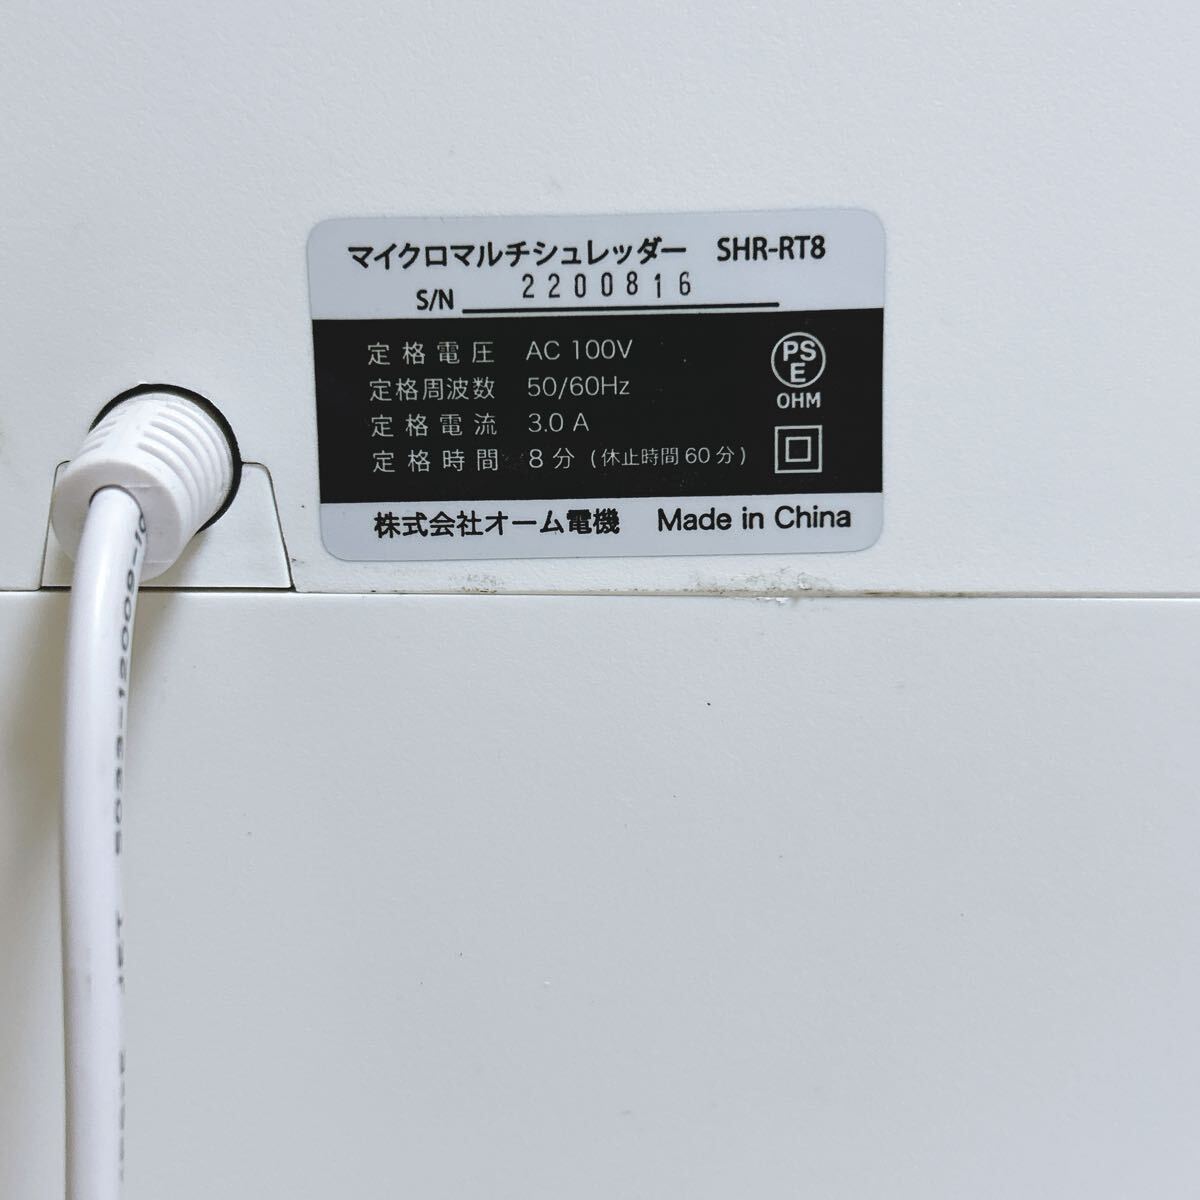 マイクロマルチシュレッダー SHR-RT8
S/N 2200816
定格電圧 AC 100V
定格周波数 50/60Hz
定格電流 3.0 A
定格時間 8分 (休止時間60分)
PS
E
OHM
株式会社オーム電機 Made in China